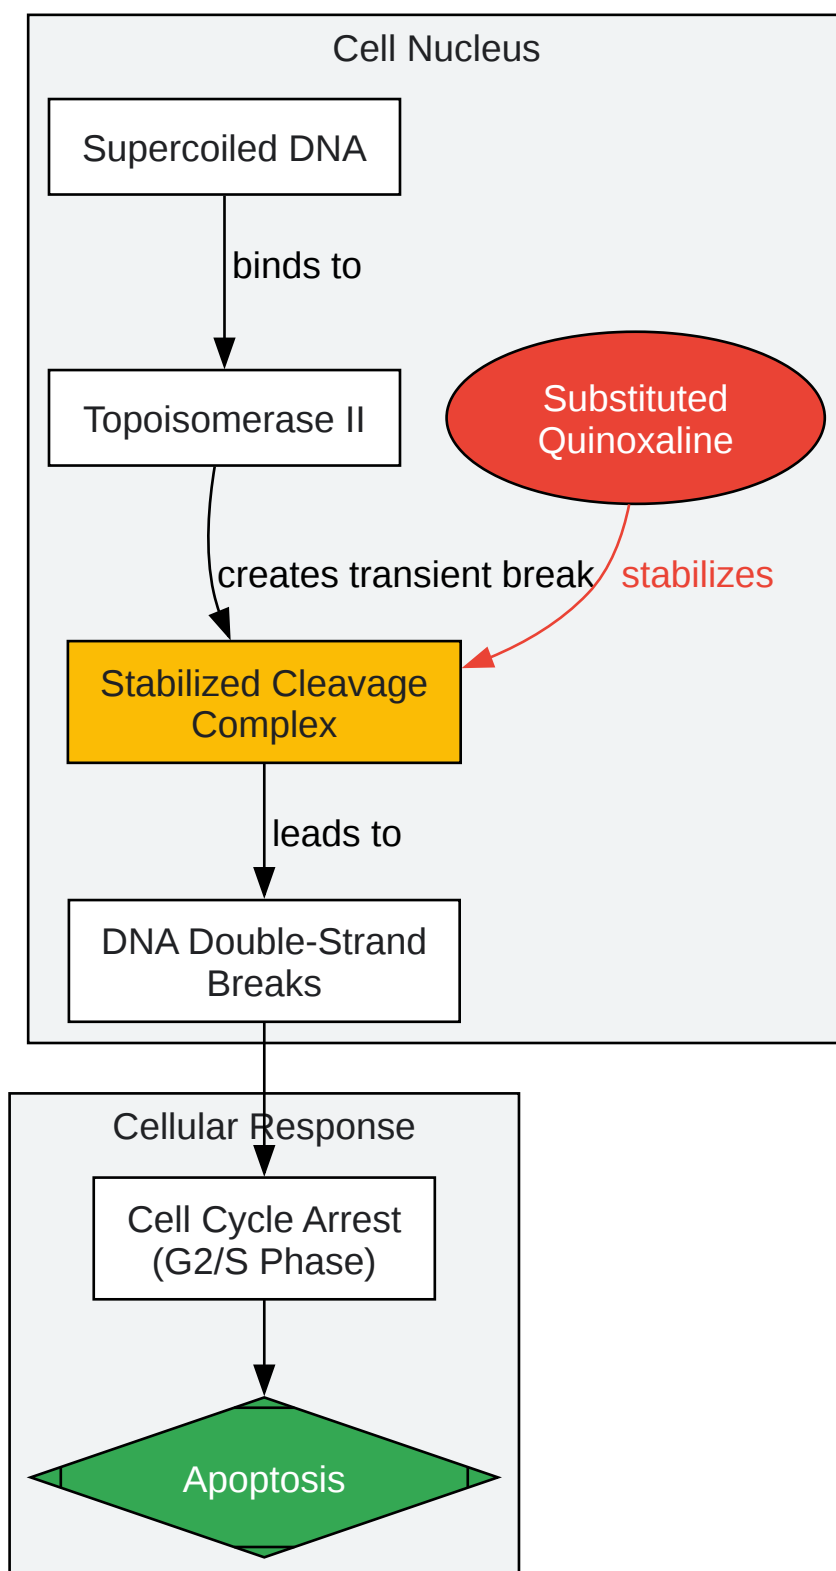 Cell Nucleus
Supercoiled DNA
binds to
Topoisomerase II
Substituted
Quinoxaline
creates transient break
stabilizes
Stabilized Cleavage
Complex
leads to
DNA Double-Strand
Breaks
Cellular Response
Cell Cycle Arrest
(G2/S Phase)
Apoptosis